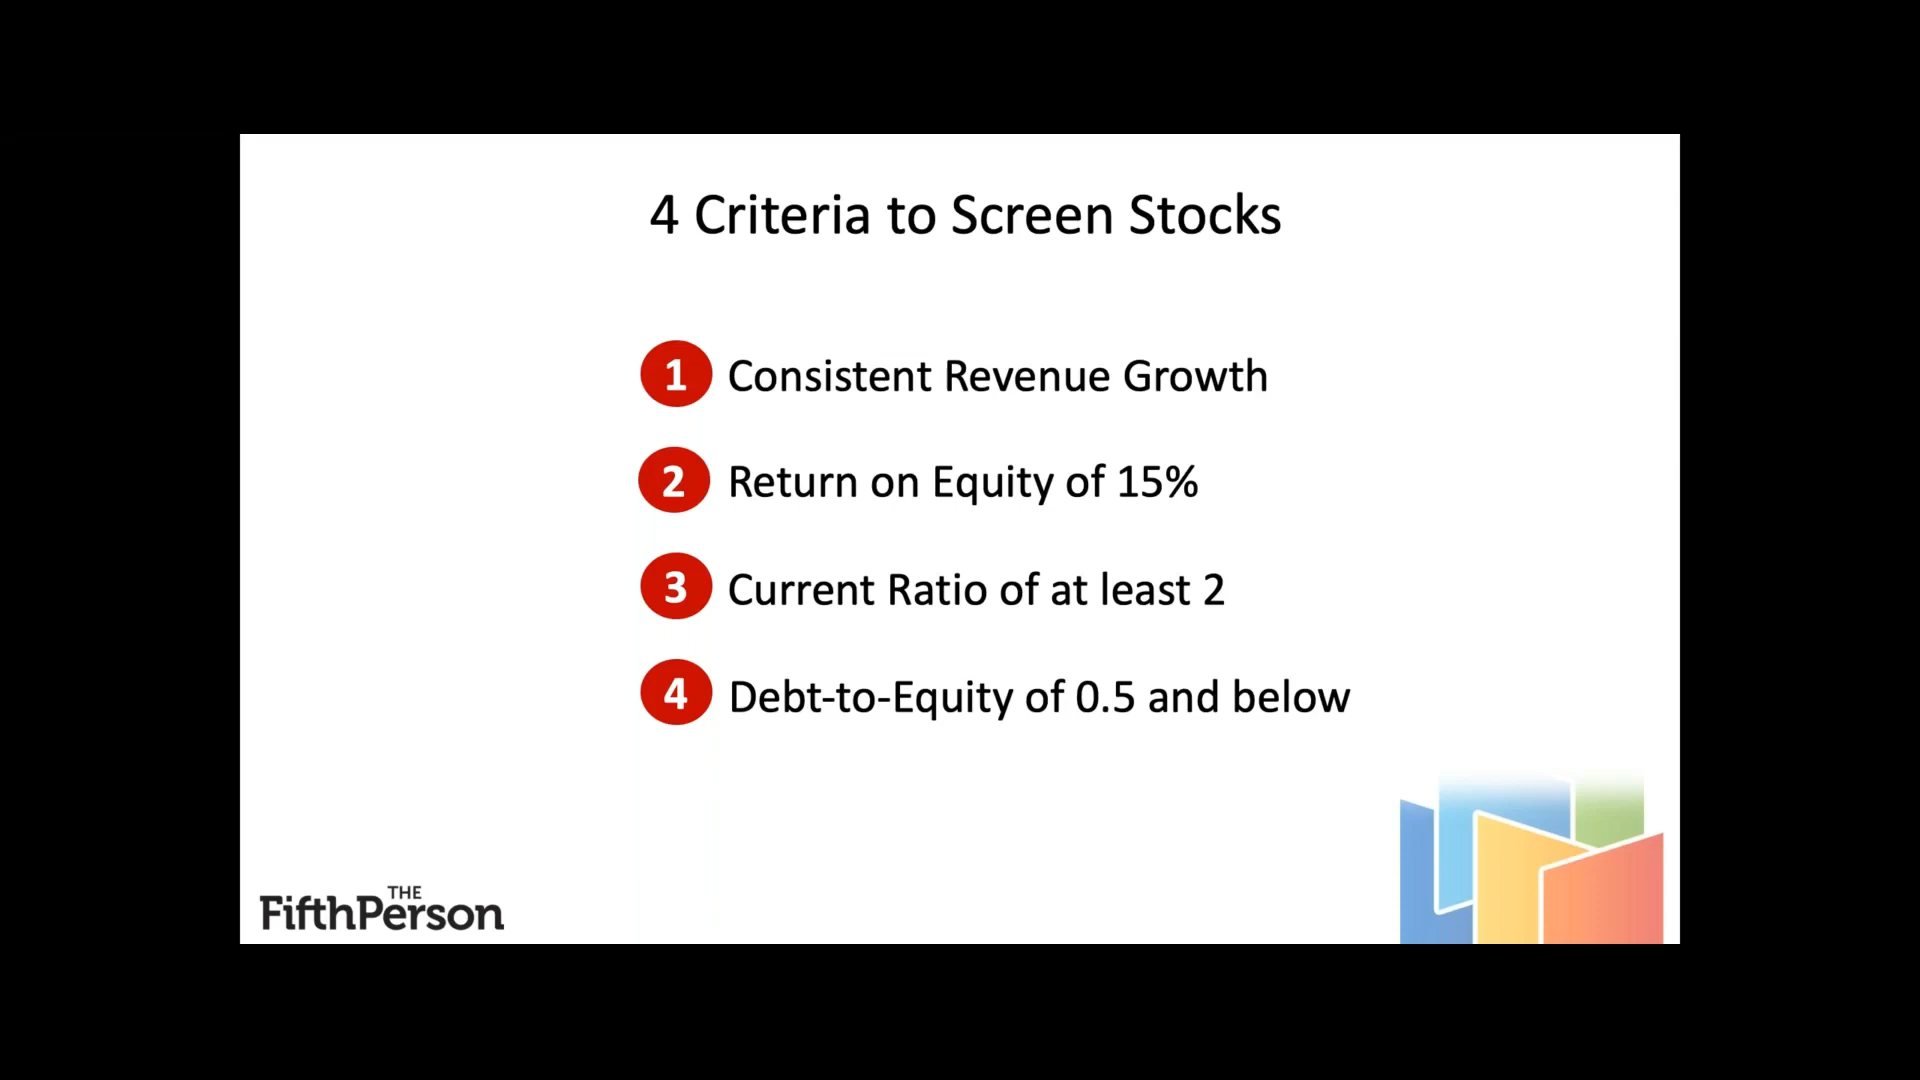 4 Criteria to Screen Stocks
1 Consistent Revenue Growth
2 Return on Equity of 15%
3 Current Ratio of at least 2
4 Debt-to-Equity of 0.5 and below
THE
FifthPerson